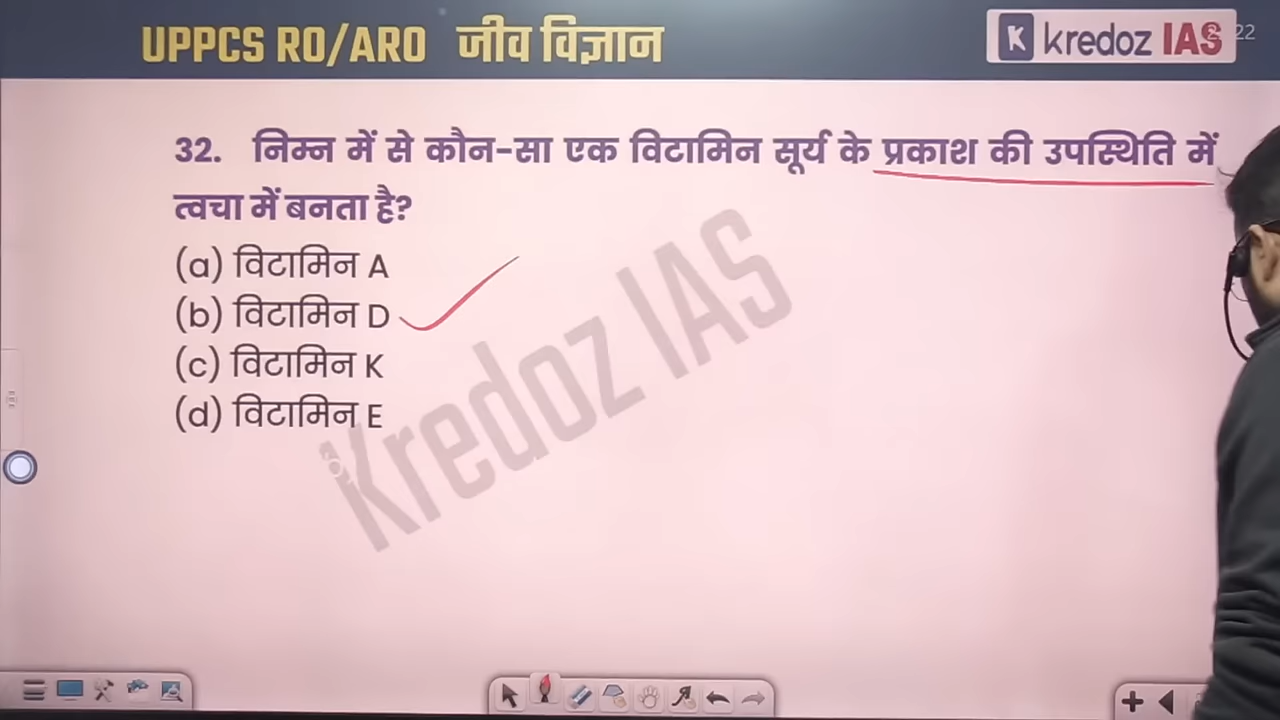 UPPCS RO/ARO जीव विज्ञान
K kredoz IAS
32. निम्न में से कौन-सा एक विटामिन सूर्य के प्रकाश की उपस्थिति में
त्वचा में बनता है?
(a) विटामिन A
(b) विटामिन D
(c) विटामिन K
(d) विटामिन E
Kredoz IAS